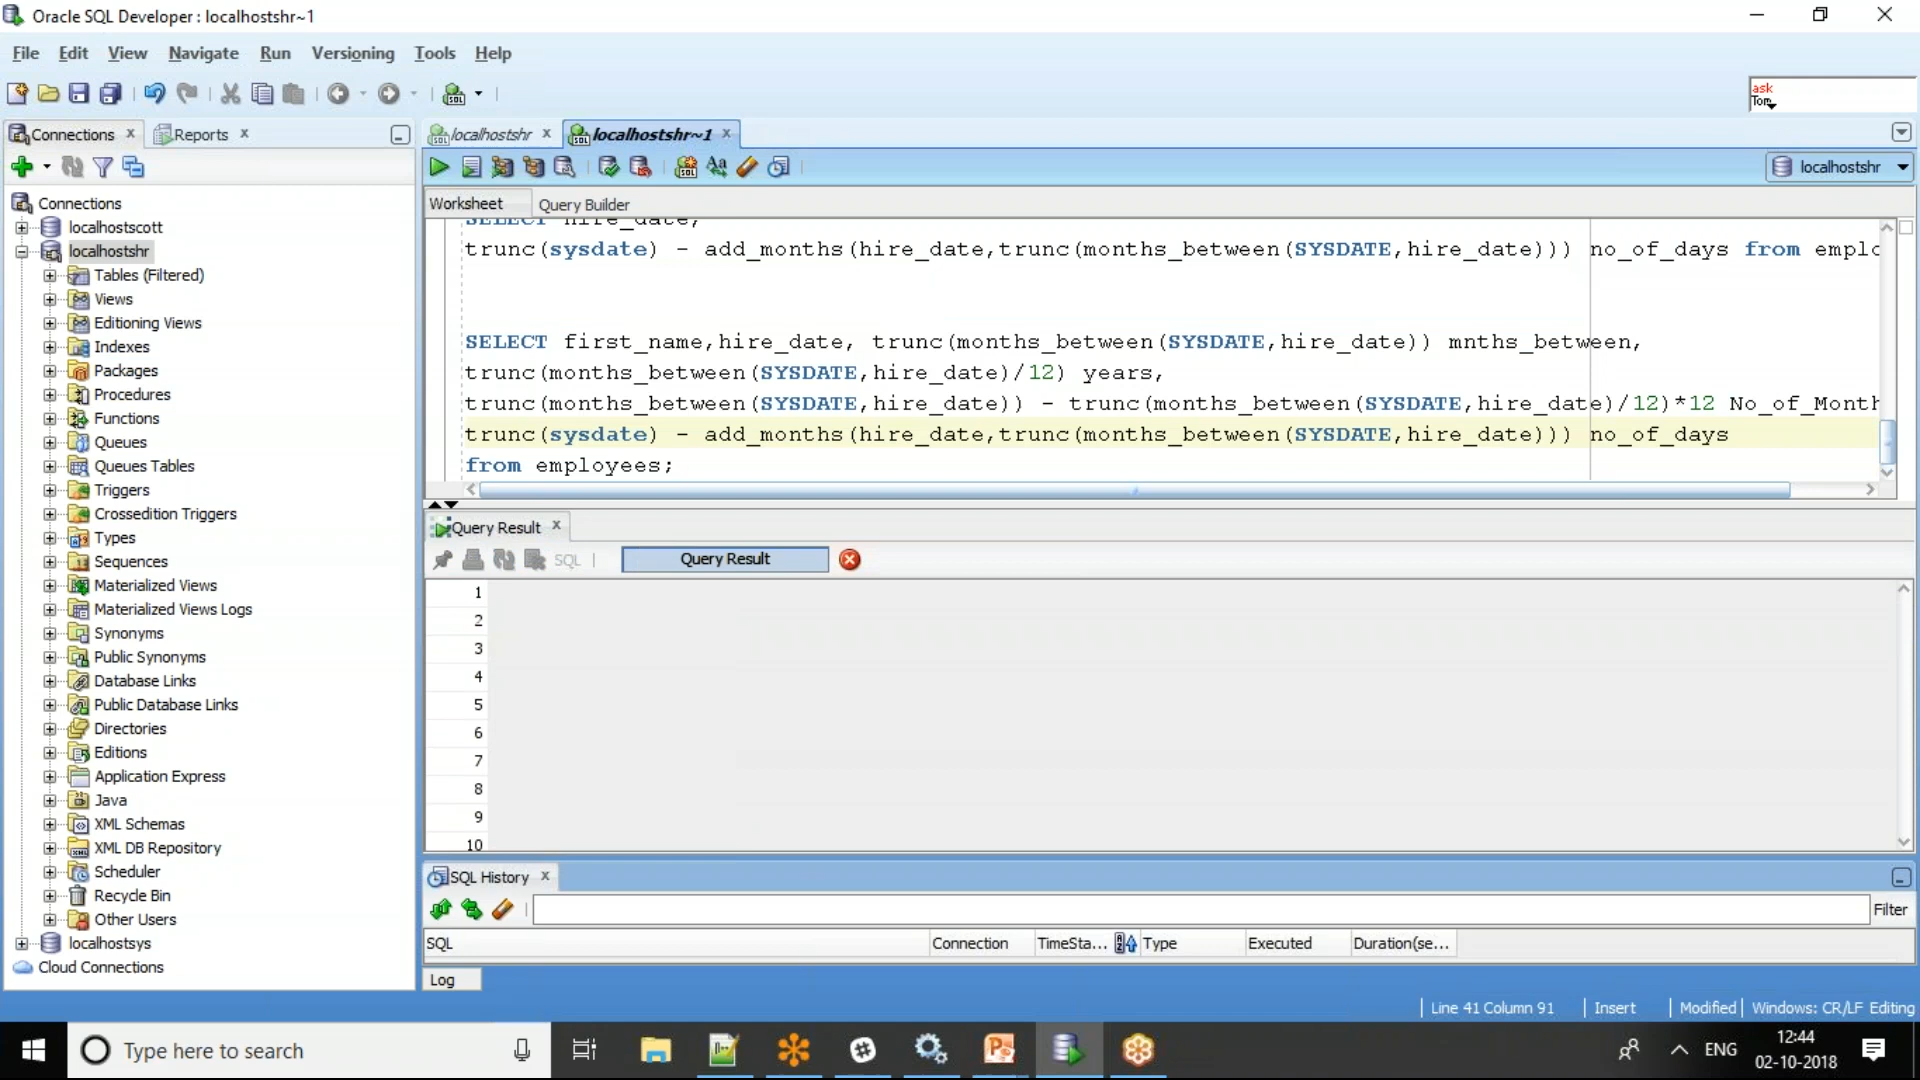 Oracle SQL Developer : localhostshr~1
File Edit View Navigate Run Versioning Tools Help
ask
Tom
Connections Reports
Connections
localhostscott
localhostshr
Tables (Filtered)
Views
Editioning Views
Indexes
Packages
Procedures
Functions
Queues
Queues Tables
Triggers
Crossedition Triggers
Types
Sequences
Materialized Views
Materialized Views Logs
Synonyms
Public Synonyms
Database Links
Public Database Links
Directories
Editions
Application Express
Java
XML Schemas
XML DB Repository
Scheduler
Recycle Bin
Other Users
localhostsys
Cloud Connections
localhostshr localhostshr~1
localhostshr
Worksheet Query Builder
SELECT hire_date,
trunc(sysdate) - add_months(hire_date,trunc(months_between(SYSDATE,hire_date))) no_of_days from emplo
SELECT first_name,hire_date, trunc(months_between(SYSDATE,hire_date)) mnths_between,
trunc(months_between(SYSDATE,hire_date)/12) years,
trunc(months_between(SYSDATE,hire_date)) - trunc(months_between(SYSDATE,hire_date)/12)*12 No_of_Month
trunc(sysdate) - add_months(hire_date,trunc(months_between(SYSDATE,hire_date))) no_of_days
from employees;
Query Result
SQL Query Result
1
2
3
4
5
6
7
8
9
10
SQL History
Filter
SQL Connection TimeSta... Type Executed Duration(se...
Log
Line 41 Column 91 Insert Modified Windows: CR/LF Editing
Type here to search
ENG
12:44
02-10-2018